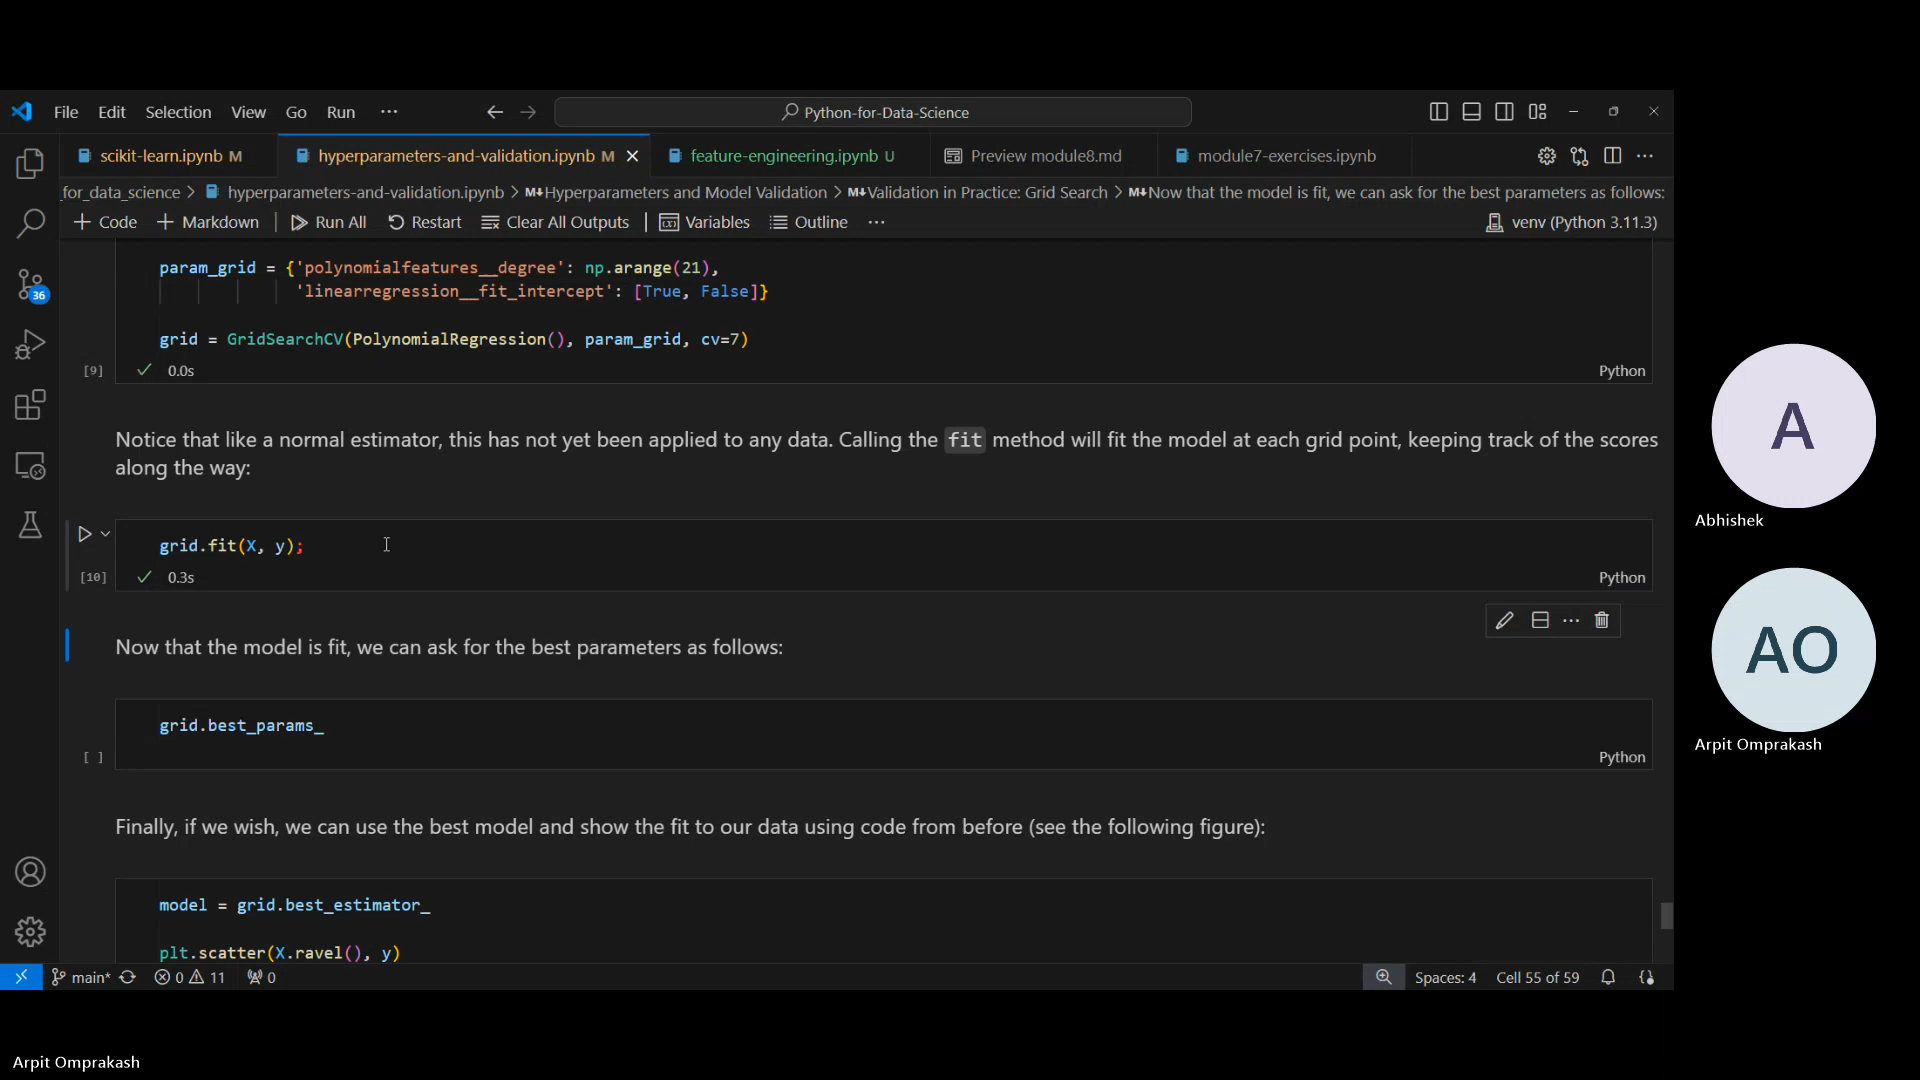 File Edit Selection View Go Run ··· Python-for-Data-Science
scikit-learn.ipynb M hyperparameters-and-validation.ipynb M feature-engineering.ipynb U Preview module8.md module7-exercises.ipynb
_for_data_science > hyperparameters-and-validation.ipynb > M↓Hyperparameters and Model Validation > M↓Validation in Practice: Grid Search > M↓Now that the model is fit, we can ask for the best parameters as follows:
+ Code + Markdown Run All Restart Clear All Outputs Variables Outline ··· venv (Python 3.11.3)
36
param_grid = {'polynomialfeatures__degree': np.arange(21),
'linearregression__fit_intercept': [True, False]}
grid = GridSearchCV(PolynomialRegression(), param_grid, cv=7)
[9] 0.0s Python
Notice that like a normal estimator, this has not yet been applied to any data. Calling the fit method will fit the model at each grid point, keeping track of the scores
along the way:
grid.fit(X, y);
[10] 0.3s Python
Now that the model is fit, we can ask for the best parameters as follows:
grid.best_params_
[ ] Python
Finally, if we wish, we can use the best model and show the fit to our data using code from before (see the following figure):
model = grid.best_estimator_
plt.scatter(X.ravel(), y)
main* 0 11 0 Spaces: 4 Cell 55 of 59
A
Abhishek
AO
Arpit Omprakash
Arpit Omprakash